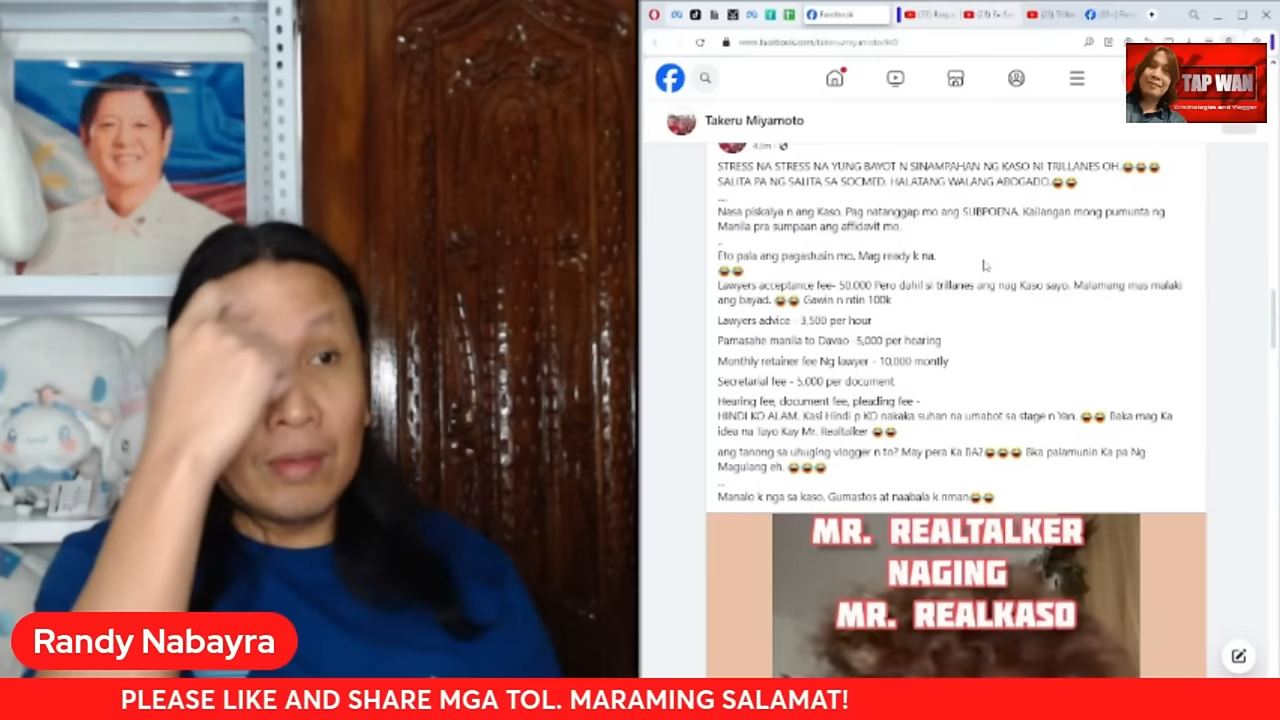 Facebook
www.facebook.com/takerumiyamoto/
TAP WAN
Criminologist and Vlogger
Takeru Miyamoto
STRESS NA STRESS NA YUNG BAYOT N SINAMPAHAN NG KASO NI TRILLANES OH.😂😂😂
SALITA PA NG SALITA SA SOCMED. HALATANG WALANG ABOGADO.😂😂
...
Nasa piskalya n ang Kaso. Pag natanggap mo ang SUBPOENA. Kailangan mong pumunta ng
Manila pra sumpaan ang affidavit mo.
..
Eto pala ang pagastusin mo. Mag ready k na.
😂😂
Lawyers acceptance fee- 50,000 Pero dahil si trillanes ang nag Kaso sayo. Malamang mas malaki
ang bayad. 😂😂 Gawin n ntin 100k
Lawyers advice - 3,500 per hour
Pamasahe manila to Davao -5,000 per hearing
Monthly retainer fee Ng lawyer - 10,000 montly
Secretarial fee - 5,000 per document
Hearing fee, document fee, pleading fee -
HINDI KO ALAM. Kasi Hindi p KO nakaka suhan na umabot sa stage n Yan. 😂😂 Baka mag Ka
idea na Tayo Kay Mr. Realtalker 😂😂
ang tanong sa uhuging vlogger n to? May pera Ka BA?😂😂😂 Bka palamunin Ka pa Ng
Magulang eh. 😂😂😂
..
Manalo k nga sa kaso. Gumastos at naabala k nman😂😂
MR. REALTALKER
NAGING
MR. REALKASO
Randy Nabayra
PLEASE LIKE AND SHARE MGA TOL. MARAMING SALAMAT!